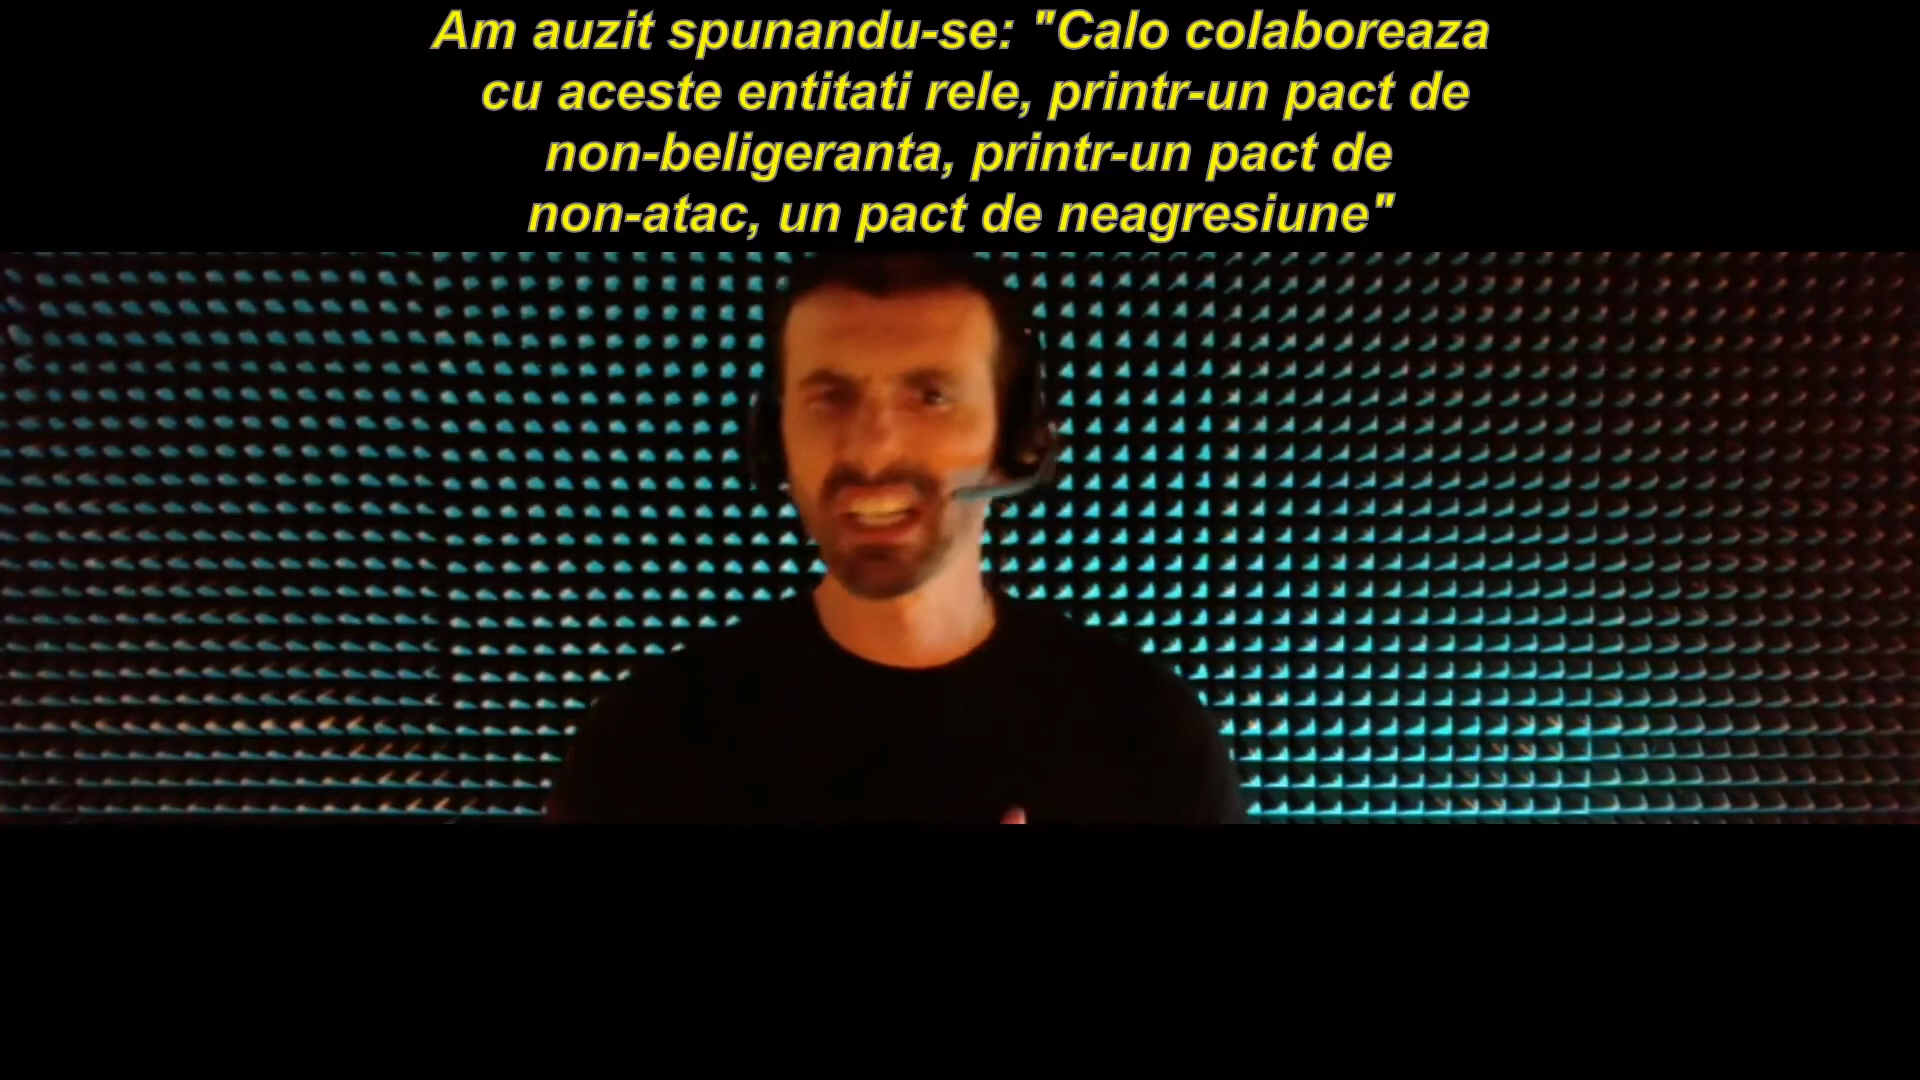 Am auzit spunandu-se: "Calo colaboreaza
cu aceste entitati rele, printr-un pact de
non-beligeranta, printr-un pact de
non-atac, un pact de neagresiune"